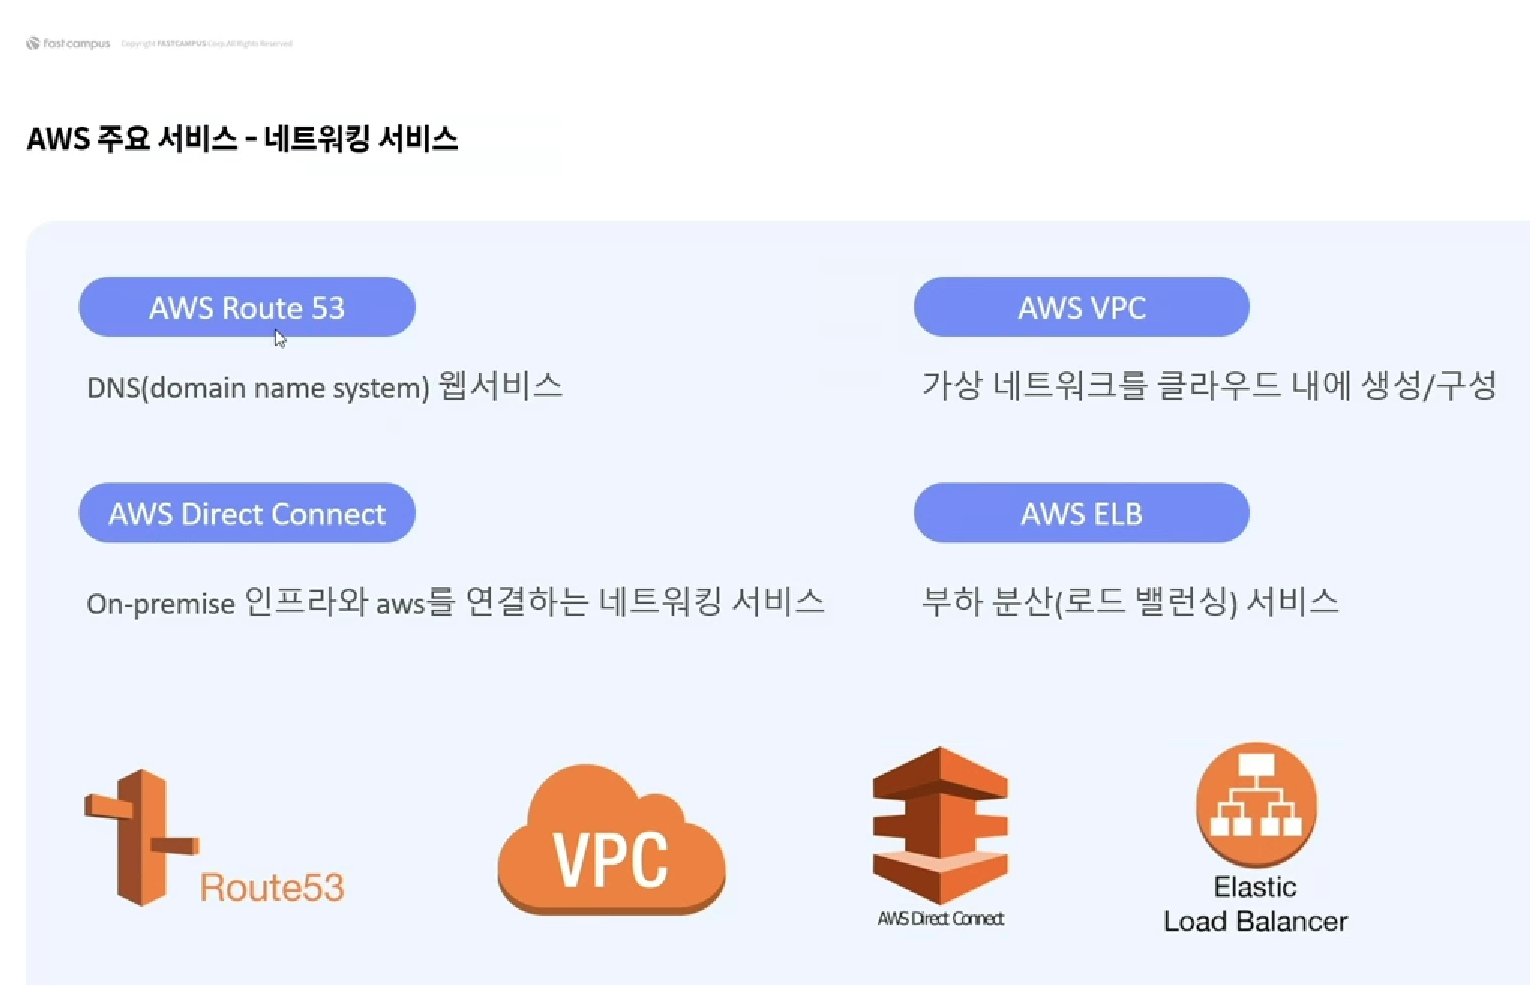 fast campus Copyright FASTCAMPUS Corp. All Rights Reserved
AWS 주요 서비스 - 네트워킹 서비스
AWS Route 53
DNS(domain name system) 웹서비스
AWS VPC
가상 네트워크를 클라우드 내에 생성/구성
AWS Direct Connect
On-premise 인프라와 aws를 연결하는 네트워킹 서비스
AWS ELB
부하 분산(로드 밸런싱) 서비스
Route53
VPC
AWS Direct Connect
Elastic
Load Balancer